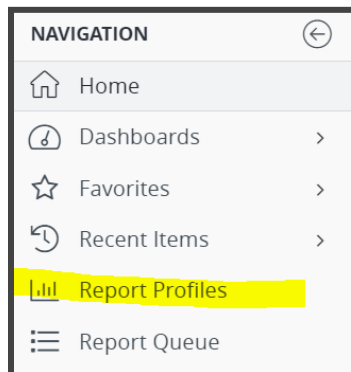 NAVIGATION
Home
Dashboards
Favorites
Recent Items
Report Profiles
Report Queue